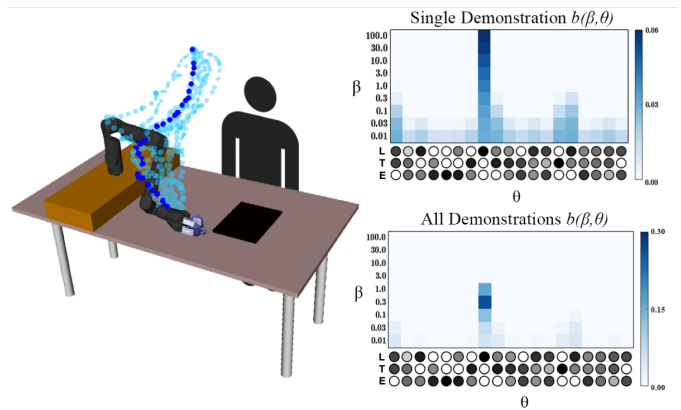 Single Demonstration b(β,θ)
0.06
100.0
30.0
10.0
3.0
β
1.0
0.3
0.03
0.1
0.03
0.01
0.00
L
T
E
θ
All Demonstrations b(β,θ)
0.30
100.0
30.0
10.0
3.0
β
1.0
0.15
0.3
0.1
0.03
0.01
0.00
L
T
E
θ